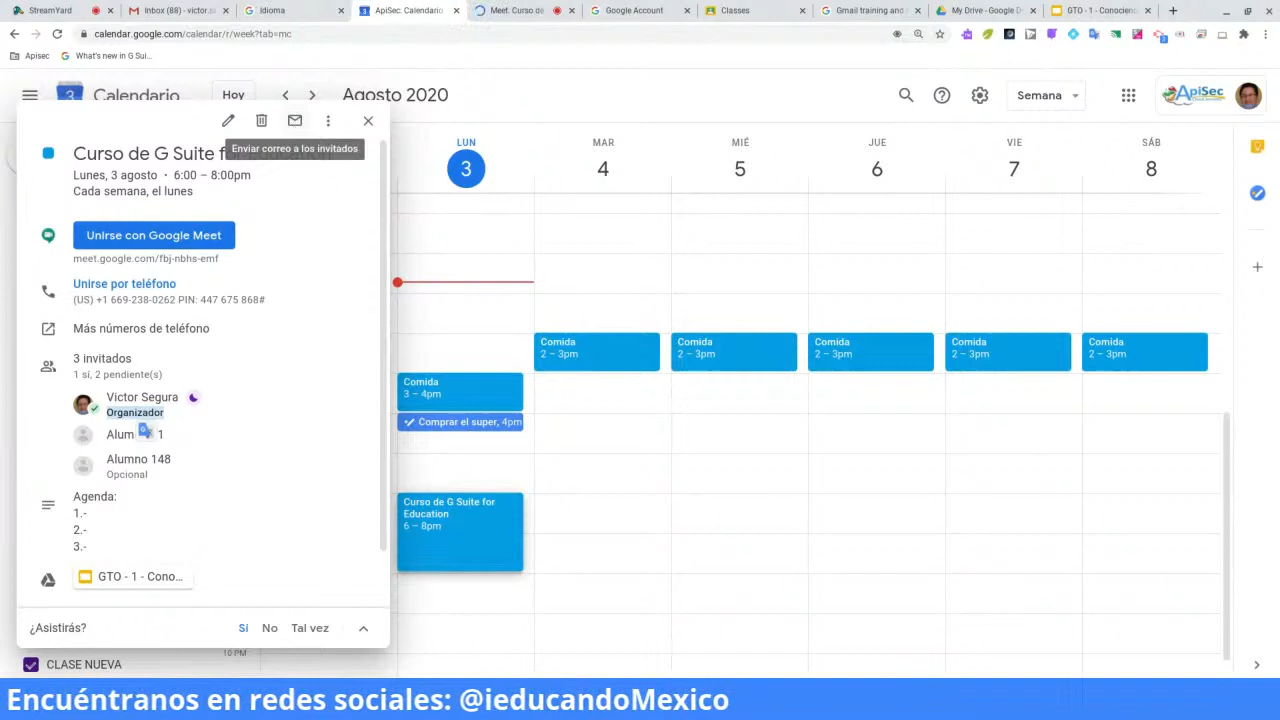 StreamYard
Inbox (88) - victor.si
Idioma
ApiSec. Calendario
Meet. Curso de
Google Account
Classes
Gmail training and
My Drive - Google D
GTO - 1 - Conocien
calendar.google.com/calendar/r/week?tab=mc
Apisec
What's new in G Sui...
Calendario
Hoy
Agosto 2020
Semana
ApiSec
Enviar correo a los invitados
Curso de G Suite for Education
Lunes, 3 agosto · 6:00 – 8:00pm
Cada semana, el lunes
Unirse con Google Meet
meet.google.com/fbj-nbhs-emf
Unirse por teléfono
(US) +1 669-238-0262 PIN: 447 675 868#
Más números de teléfono
3 invitados
1 sí, 2 pendiente(s)
Victor Segura
Organizador
Alum 1
Alumno 148
Opcional
Agenda:
1.-
2.-
3.-
GTO - 1 - Cono...
¿Asistirás?
Sí
No
Tal vez
10 PM
CLASE NUEVA
LUN
3
MAR
4
MIÉ
5
JUE
6
VIE
7
SÁB
8
Comida
2 – 3pm
Comida
2 – 3pm
Comida
2 – 3pm
Comida
2 – 3pm
Comida
2 – 3pm
Comida
3 – 4pm
Comprar el super, 4pm
Curso de G Suite for
Education
6 – 8pm
Encuéntranos en redes sociales: @ieducandoMexico